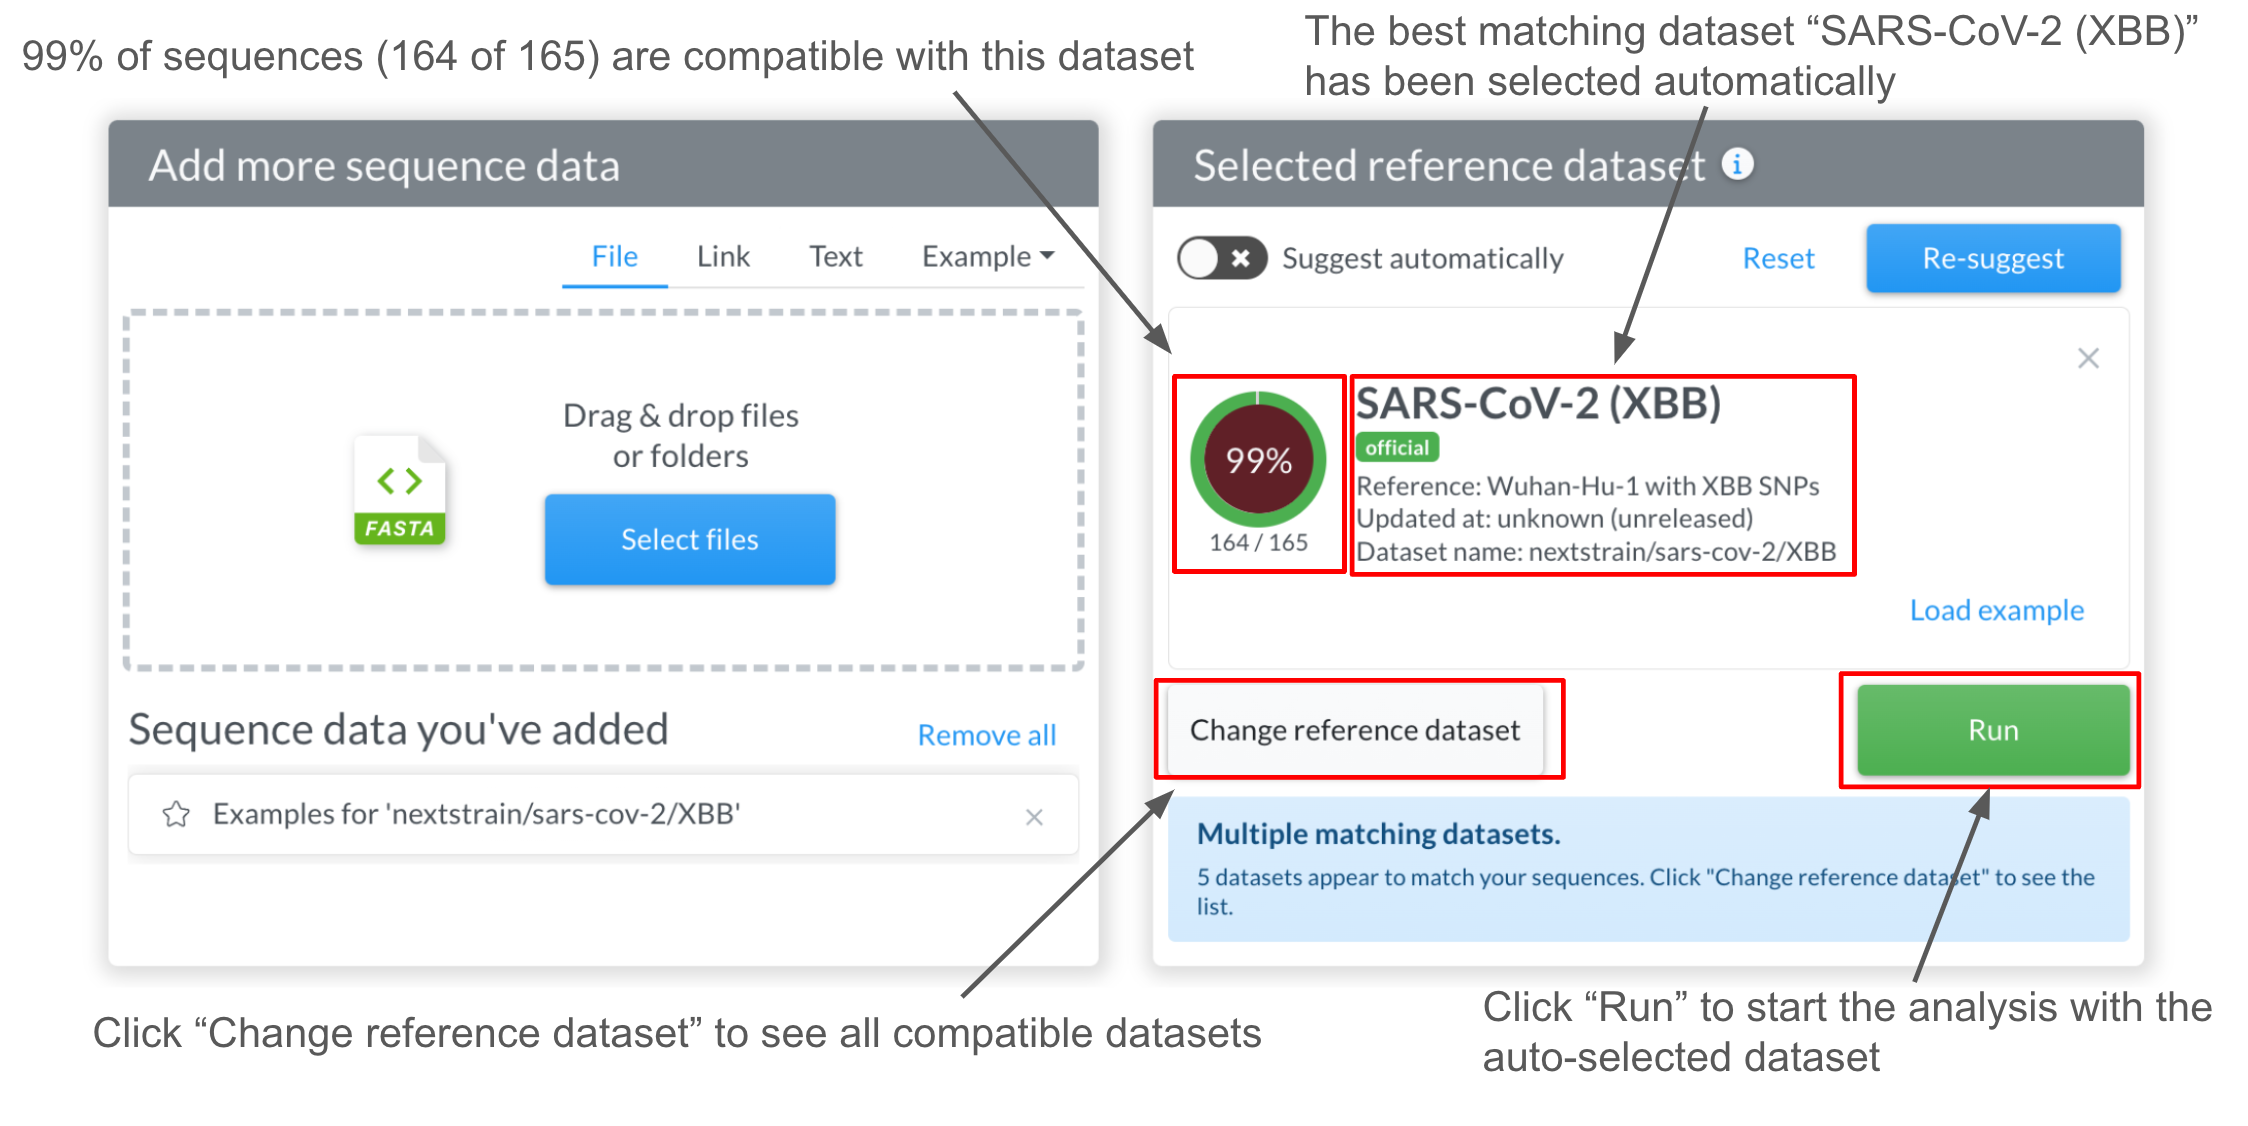 99% of sequences (164 of 165) are compatible with this dataset
The best matching dataset “SARS-CoV-2 (XBB)”
has been selected automatically
Add more sequence data
File Link Text Example
Drag & drop files
or folders
FASTA
Select files
Sequence data you've added
Remove all
Examples for 'nextstrain/sars-cov-2/XBB'
Selected reference dataset
Suggest automatically
Reset
Re-suggest
99%
164 / 165
SARS-CoV-2 (XBB)
official
Reference: Wuhan-Hu-1 with XBB SNPs
Updated at: unknown (unreleased)
Dataset name: nextstrain/sars-cov-2/XBB
Load example
Change reference dataset
Run
Multiple matching datasets.
5 datasets appear to match your sequences. Click "Change reference dataset" to see the
list.
Click “Change reference dataset” to see all compatible datasets
Click “Run” to start the analysis with the
auto-selected dataset